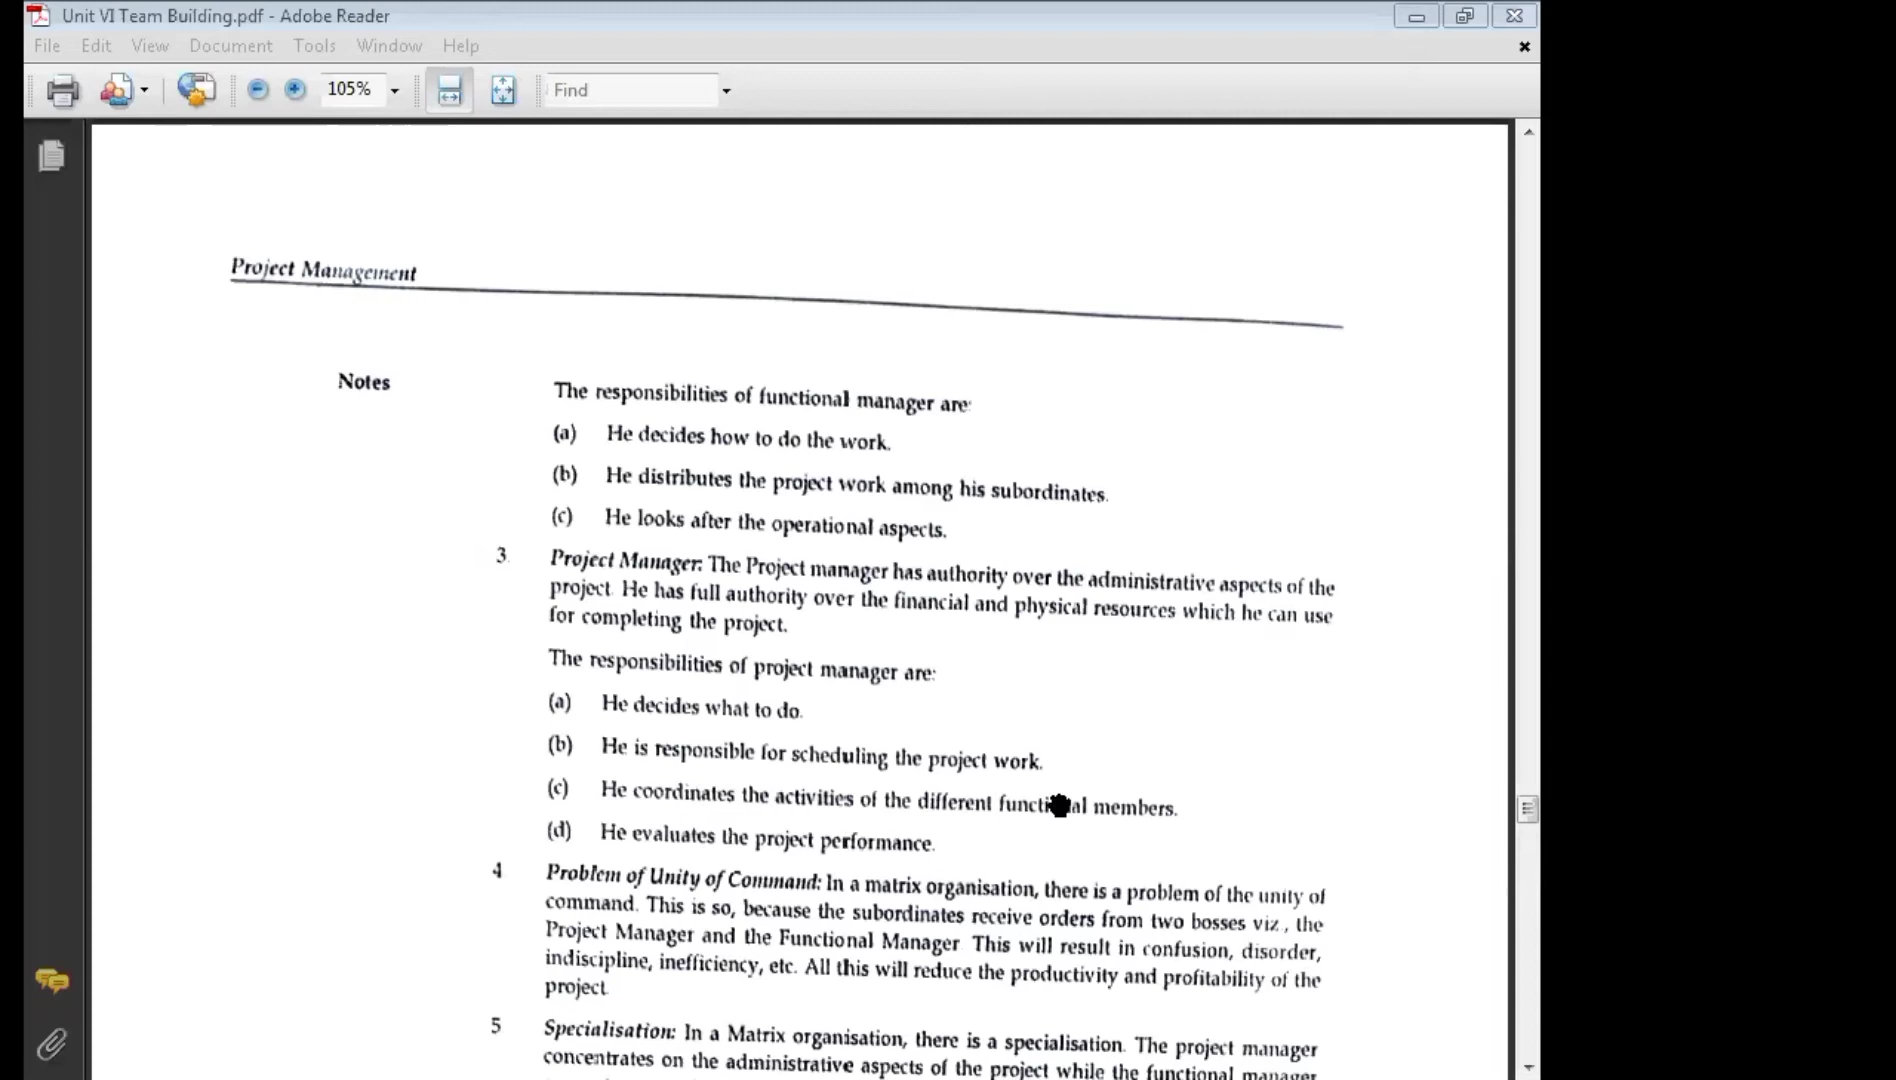 Unit VI Team Building.pdf - Adobe Reader
File Edit View Document Tools Window Help
105% Find
Project Management
Notes
The responsibilities of functional manager are:
(a) He decides how to do the work.
(b) He distributes the project work among his subordinates.
(c) He looks after the operational aspects.
3. Project Manager: The Project manager has authority over the administrative aspects of the
project. He has full authority over the financial and physical resources which he can use
for completing the project.
The responsibilities of project manager are:
(a) He decides what to do.
(b) He is responsible for scheduling the project work.
(c) He coordinates the activities of the different members.
(d) He evaluates the project performance.
4 Problem of Unity of Command: In a matrix organisation, there is a problem of the unity of
command. This is so, because the subordinates receive orders from two bosses viz., the
Project Manager and the Functional Manager. This will result in confusion, disorder,
indiscipline, inefficiency, etc. All this will reduce the productivity and profitability of the
project.
5 Specialisation: In a Matrix organisation, there is a specialisation. The project manager
concentrates on the administrative aspects of the project while the functional manager